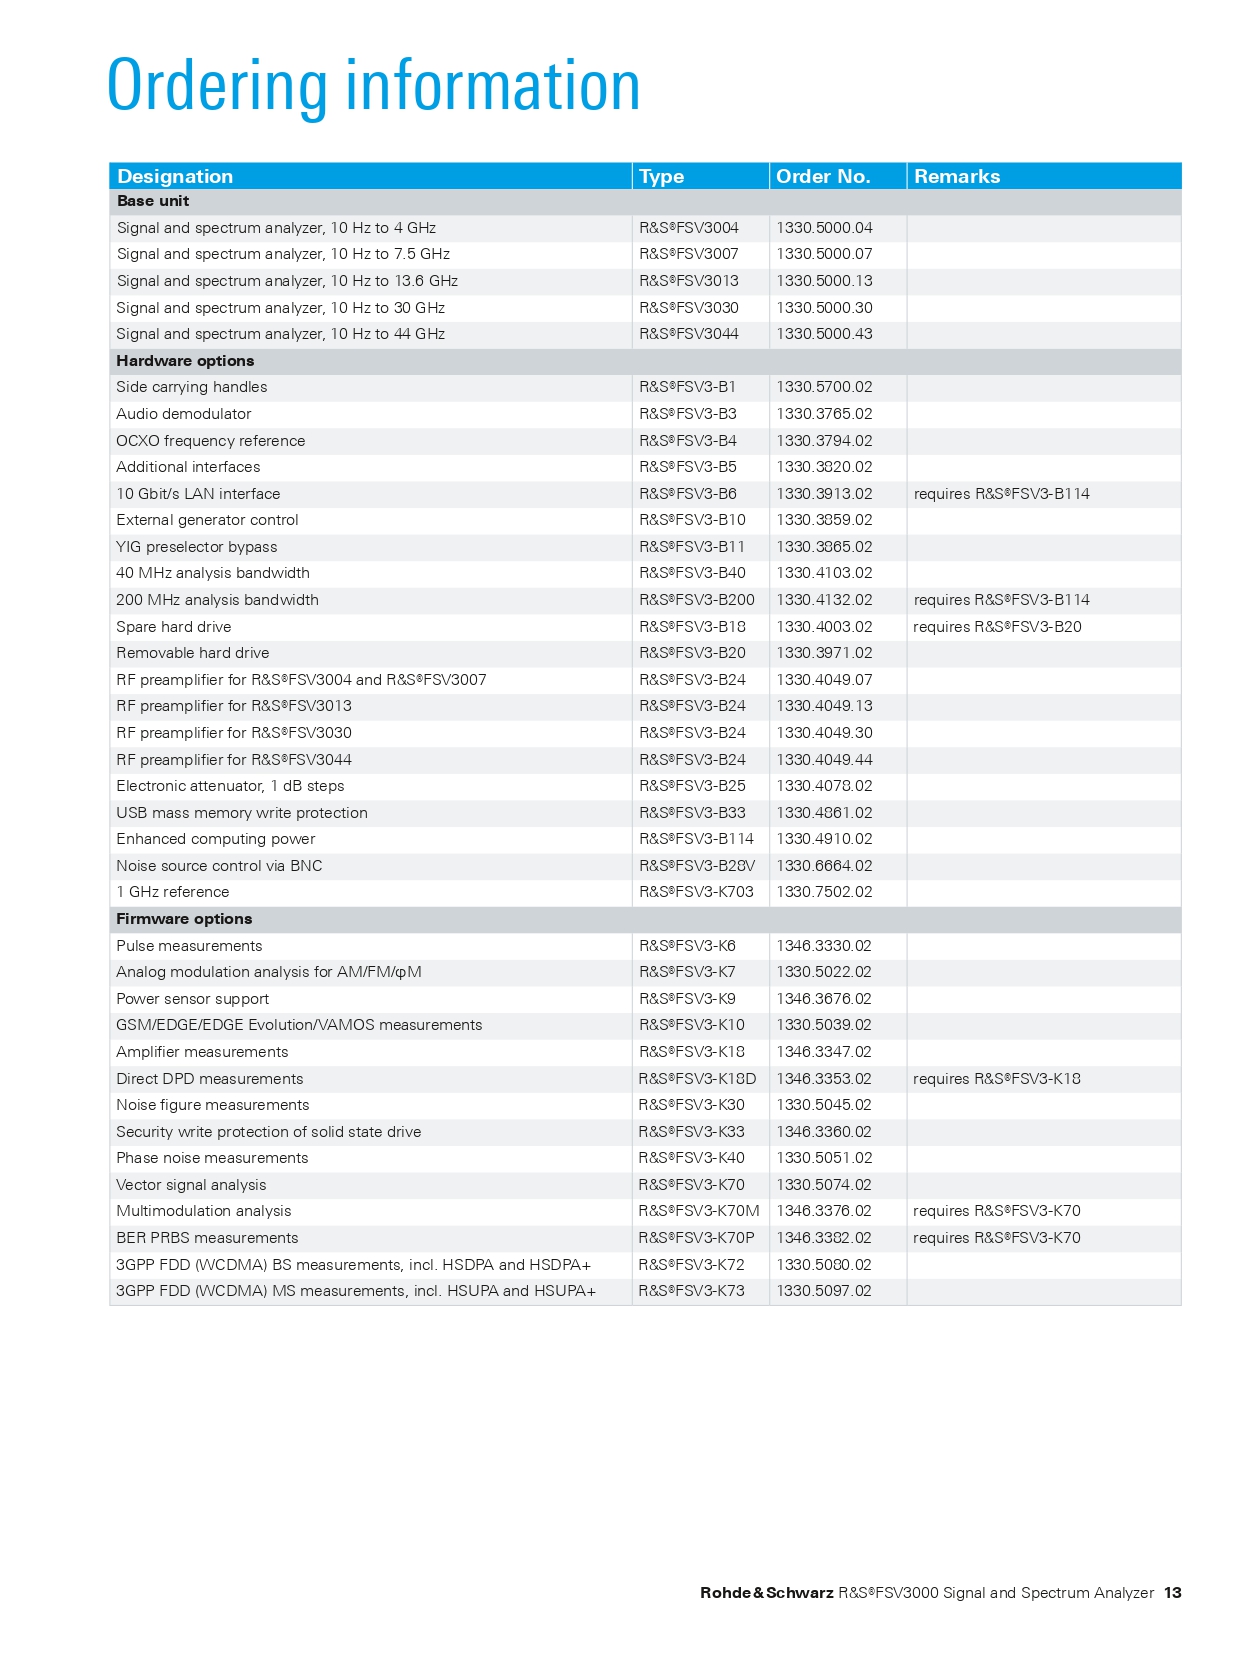 Ordering information
Designation Type Order No. Remarks
Base unit
Signal and spectrum analyzer, 10 Hz to 4 GHz R&S®FSV3004 1330.5000.04
Signal and spectrum analyzer, 10 Hz to 7.5 GHz R&S®FSV3007 1330.5000.07
Signal and spectrum analyzer, 10 Hz to 13.6 GHz R&S®FSV3013 1330.5000.13
Signal and spectrum analyzer, 10 Hz to 30 GHz R&S®FSV3030 1330.5000.30
Signal and spectrum analyzer, 10 Hz to 44 GHz R&S®FSV3044 1330.5000.43
Hardware options
Side carrying handles R&S®FSV3-B1 1330.5700.02
Audio demodulator R&S®FSV3-B3 1330.3765.02
OCXO frequency reference R&S®FSV3-B4 1330.3794.02
Additional interfaces R&S®FSV3-B5 1330.3820.02
10 Gbit/s LAN interface R&S®FSV3-B6 1330.3913.02 requires R&S®FSV3-B114
External generator control R&S®FSV3-B10 1330.3859.02
YIG preselector bypass R&S®FSV3-B11 1330.3865.02
40 MHz analysis bandwidth R&S®FSV3-B40 1330.4103.02
200 MHz analysis bandwidth R&S®FSV3-B200 1330.4132.02 requires R&S®FSV3-B114
Spare hard drive R&S®FSV3-B18 1330.4003.02 requires R&S®FSV3-B20
Removable hard drive R&S®FSV3-B20 1330.3971.02
RF preamplifier for R&S®FSV3004 and R&S®FSV3007 R&S®FSV3-B24 1330.4049.07
RF preamplifier for R&S®FSV3013 R&S®FSV3-B24 1330.4049.13
RF preamplifier for R&S®FSV3030 R&S®FSV3-B24 1330.4049.30
RF preamplifier for R&S®FSV3044 R&S®FSV3-B24 1330.4049.44
Electronic attenuator, 1 dB steps R&S®FSV3-B25 1330.4078.02
USB mass memory write protection R&S®FSV3-B33 1330.4861.02
Enhanced computing power R&S®FSV3-B114 1330.4910.02
Noise source control via BNC R&S®FSV3-B28V 1330.6664.02
1 GHz reference R&S®FSV3-K703 1330.7502.02
Firmware options
Pulse measurements R&S®FSV3-K6 1346.3330.02
Analog modulation analysis for AM/FM/φM R&S®FSV3-K7 1330.5022.02
Power sensor support R&S®FSV3-K9 1346.3676.02
GSM/EDGE/EDGE Evolution/VAMOS measurements R&S®FSV3-K10 1330.5039.02
Amplifier measurements R&S®FSV3-K18 1346.3347.02
Direct DPD measurements R&S®FSV3-K18D 1346.3353.02 requires R&S®FSV3-K18
Noise figure measurements R&S®FSV3-K30 1330.5045.02
Security write protection of solid state drive R&S®FSV3-K33 1346.3360.02
Phase noise measurements R&S®FSV3-K40 1330.5051.02
Vector signal analysis R&S®FSV3-K70 1330.5074.02
Multimodulation analysis R&S®FSV3-K70M 1346.3376.02 requires R&S®FSV3-K70
BER PRBS measurements R&S®FSV3-K70P 1346.3382.02 requires R&S®FSV3-K70
3GPP FDD (WCDMA) BS measurements, incl. HSDPA and HSDPA+ R&S®FSV3-K72 1330.5080.02
3GPP FDD (WCDMA) MS measurements, incl. HSUPA and HSUPA+ R&S®FSV3-K73 1330.5097.02
Rohde & Schwarz R&S®FSV3000 Signal and Spectrum Analyzer 13